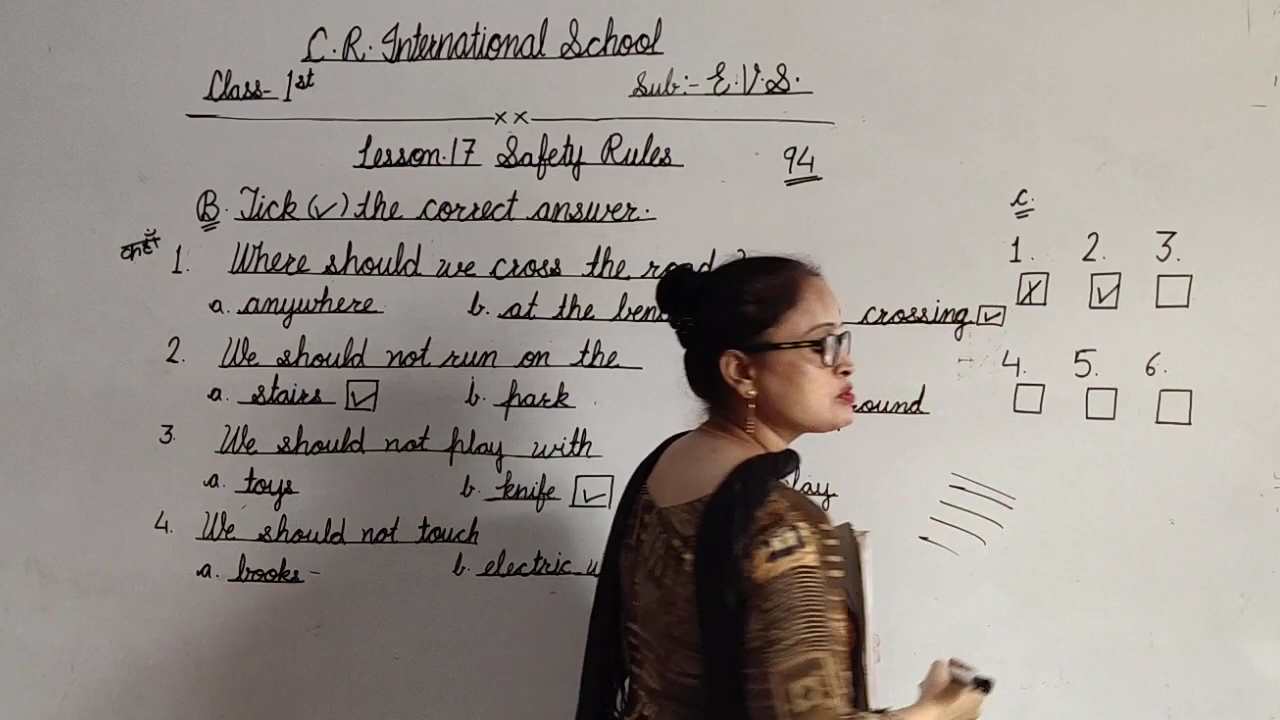 C. R. International School
Class- 1st Sub:- E.V.S.
x x
Lesson.17 Safety Rules 94
B. Tick (✓) the correct answer.
कहाँ 1. Where should we cross the road ?
a. anywhere b. at the crossing ✓
2. We should not run on the
a. stairs ✓ b. park
3. We should not play with
a. toys b. knife ✓
4. We should not touch
a. books b. electric
C.
1. 2. 3.
X ✓
4. 5. 6.